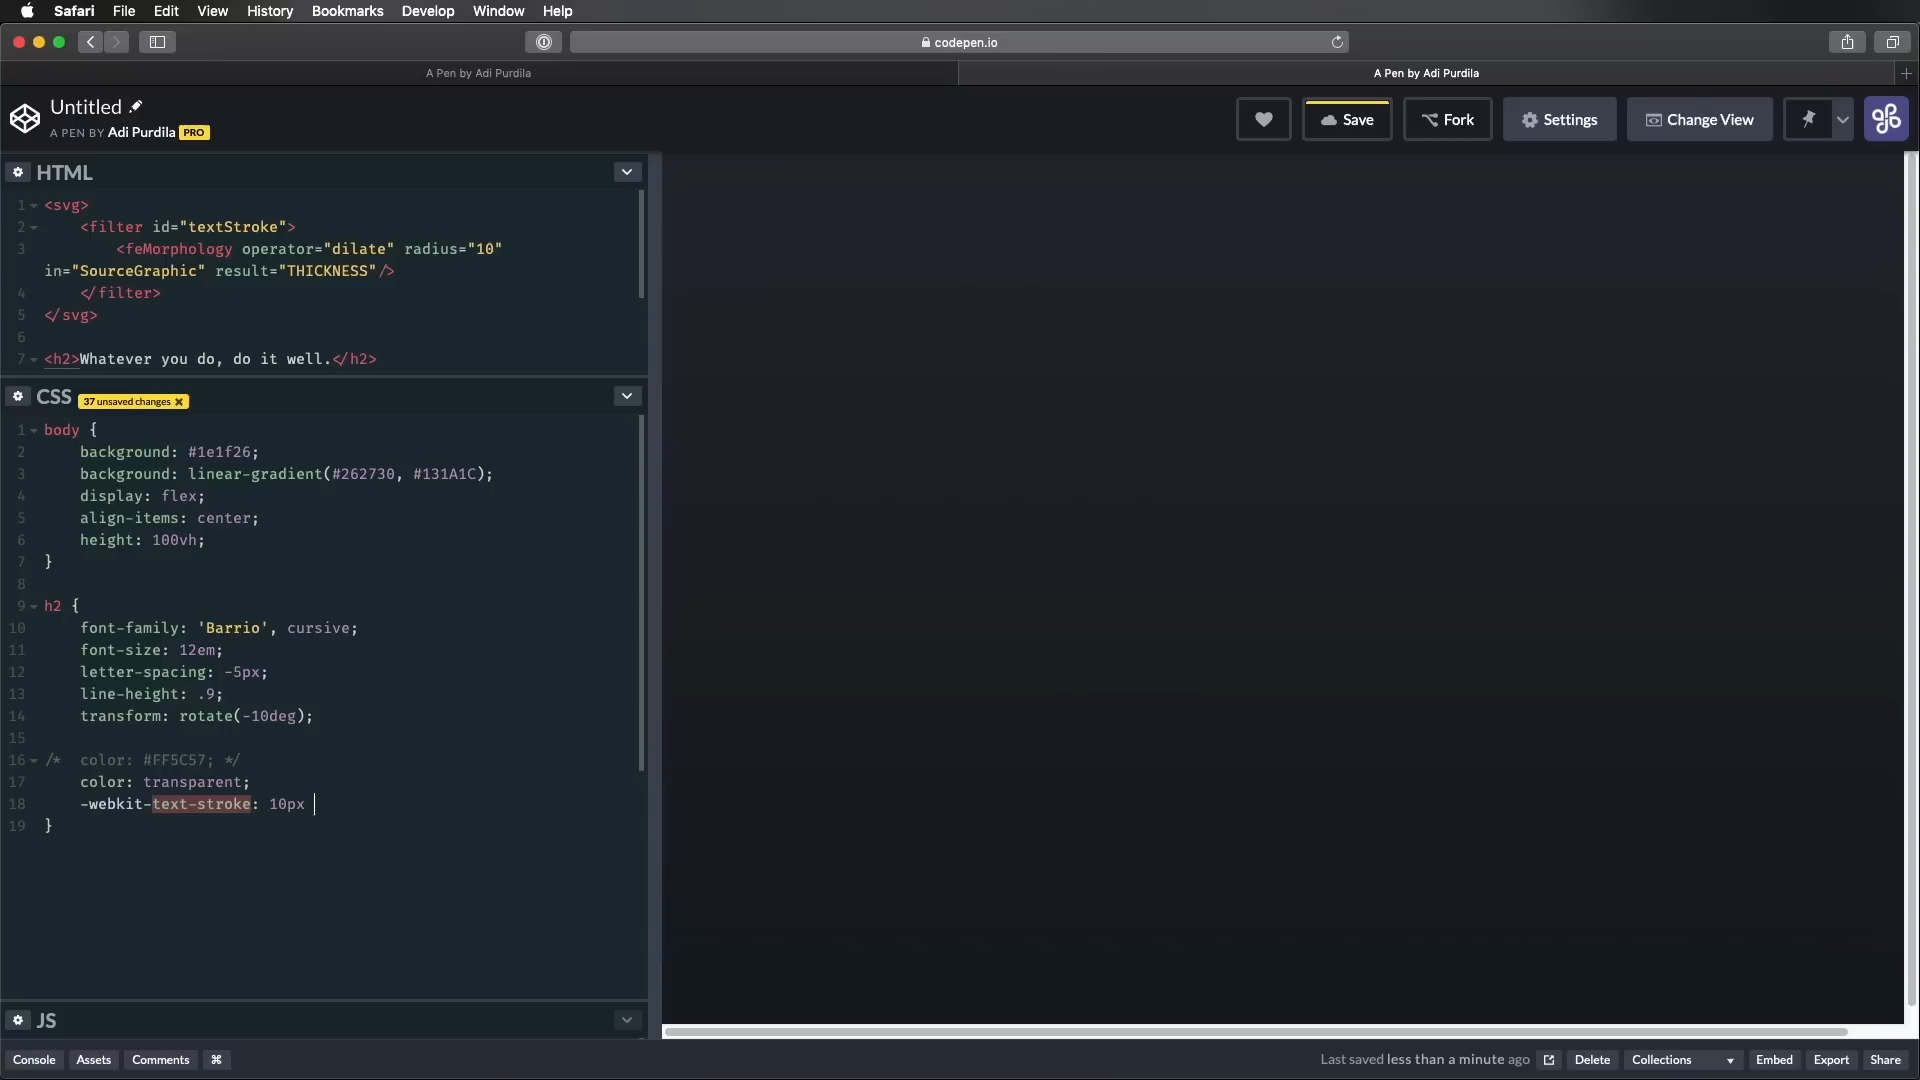 Safari File Edit View History Bookmarks Develop Window Help
codepen.io
A Pen by Adi Purdila
A Pen by Adi Purdila
Untitled
A PEN BY Adi Purdila PRO
Save
Fork
Settings
Change View
HTML
1 <svg>
2 <filter id="textStroke">
3 <feMorphology operator="dilate" radius="10"
in="SourceGraphic" result="THICKNESS"/>
4 </filter>
5 </svg>
6
7 <h2>Whatever you do, do it well.</h2>
CSS 37 unsaved changes ×
1 body {
2 background: #1e1f26;
3 background: linear-gradient(#262730, #131A1C);
4 display: flex;
5 align-items: center;
6 height: 100vh;
7 }
8
9 h2 {
10 font-family: 'Barrio', cursive;
11 font-size: 12em;
12 letter-spacing: -5px;
13 line-height: .9;
14 transform: rotate(-10deg);
15
16 /* color: #FF5C57; */
17 color: transparent;
18 -webkit-text-stroke: 10px
19 }
JS
Console Assets Comments ⌘
Last saved less than a minute ago Delete Collections Embed Export Share